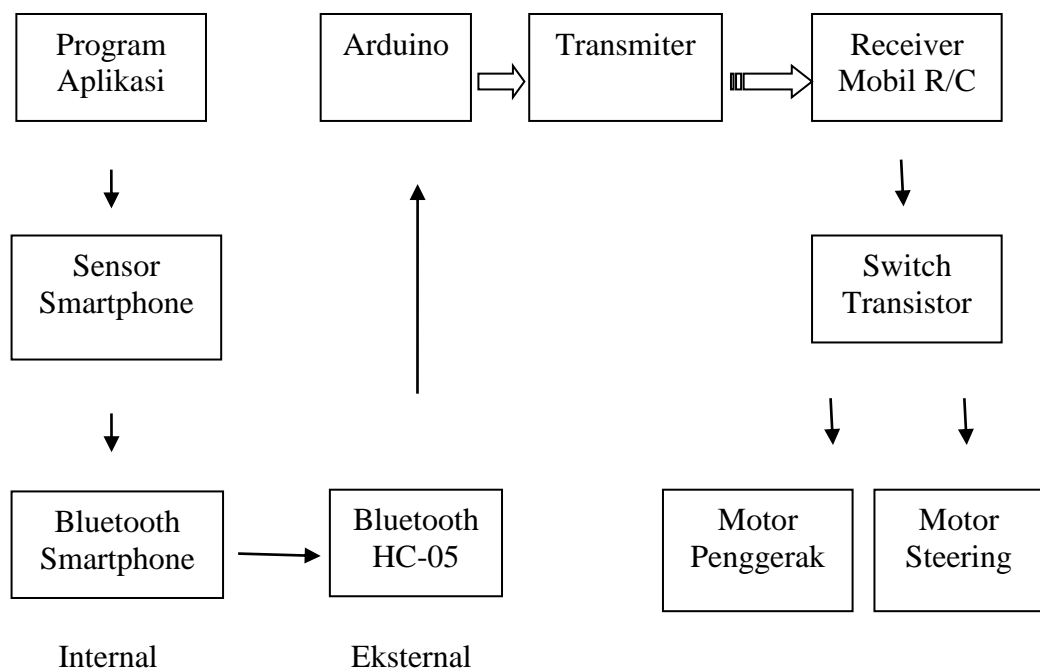 Program
Aplikasi
Arduino
Transmiter
Receiver
Mobil R/C
Sensor
Smartphone
Switch
Transistor
Bluetooth
Smartphone
Bluetooth
HC-05
Motor
Penggerak
Motor
Steering
Internal
Eksternal